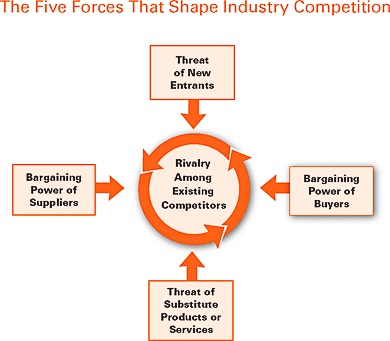 The Five Forces That Shape Industry Competition
Threat
of New
Entrants
Bargaining
Power of
Suppliers
Rivalry
Among
Existing
Competitors
Bargaining
Power of
Buyers
Threat of
Substitute
Products or
Services